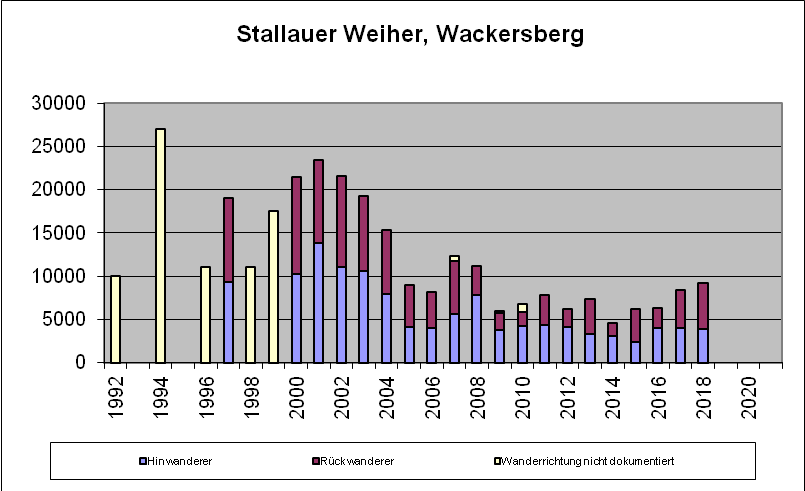 Stallauer Weiher, Wackersberg
30000
25000
20000
15000
10000
5000
0
1992 1994 1996 1998 2000 2002 2004 2006 2008 2010 2012 2014 2016 2018 2020
Hinwanderer Rückwanderer Wanderrichtung nicht dokumentiert